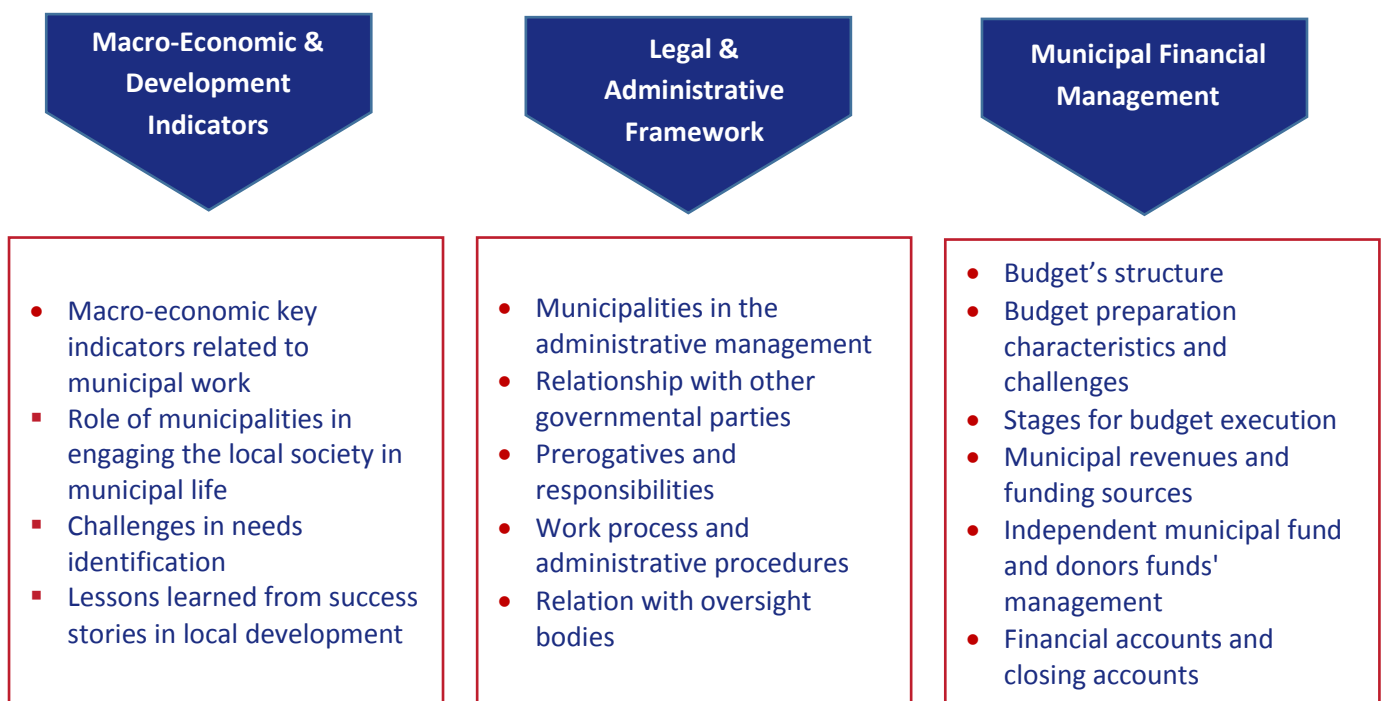 Macro-Economic &
Development
Indicators
• Macro-economic key
indicators related to
municipal work
▪ Role of municipalities in
engaging the local society in
municipal life
▪ Challenges in needs
identification
▪ Lessons learned from success
stories in local development
Legal &
Administrative
Framework
• Municipalities in the
administrative management
• Relationship with other
governmental parties
• Prerogatives and
responsibilities
• Work process and
administrative procedures
• Relation with oversight
bodies
Municipal Financial
Management
• Budget’s structure
• Budget preparation
characteristics and
challenges
• Stages for budget execution
• Municipal revenues and
funding sources
• Independent municipal fund
and donors funds'
management
• Financial accounts and
closing accounts